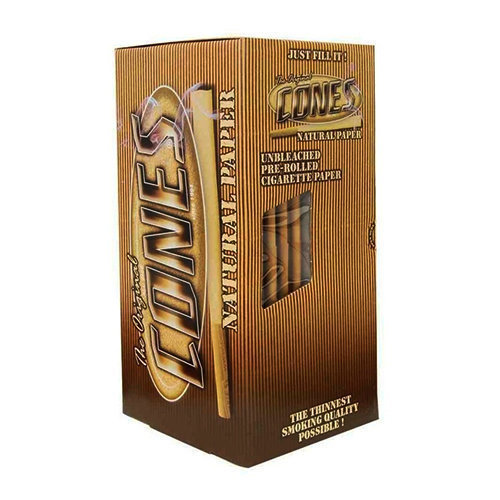 The Original
CONES
NATURAL PAPER
JUST FILL IT !
The Original
CONES
NATURAL PAPER
UNBLEACHED
PRE-ROLLED
CIGARETTE PAPER
THE THINNEST
SMOKING QUALITY
POSSIBLE !